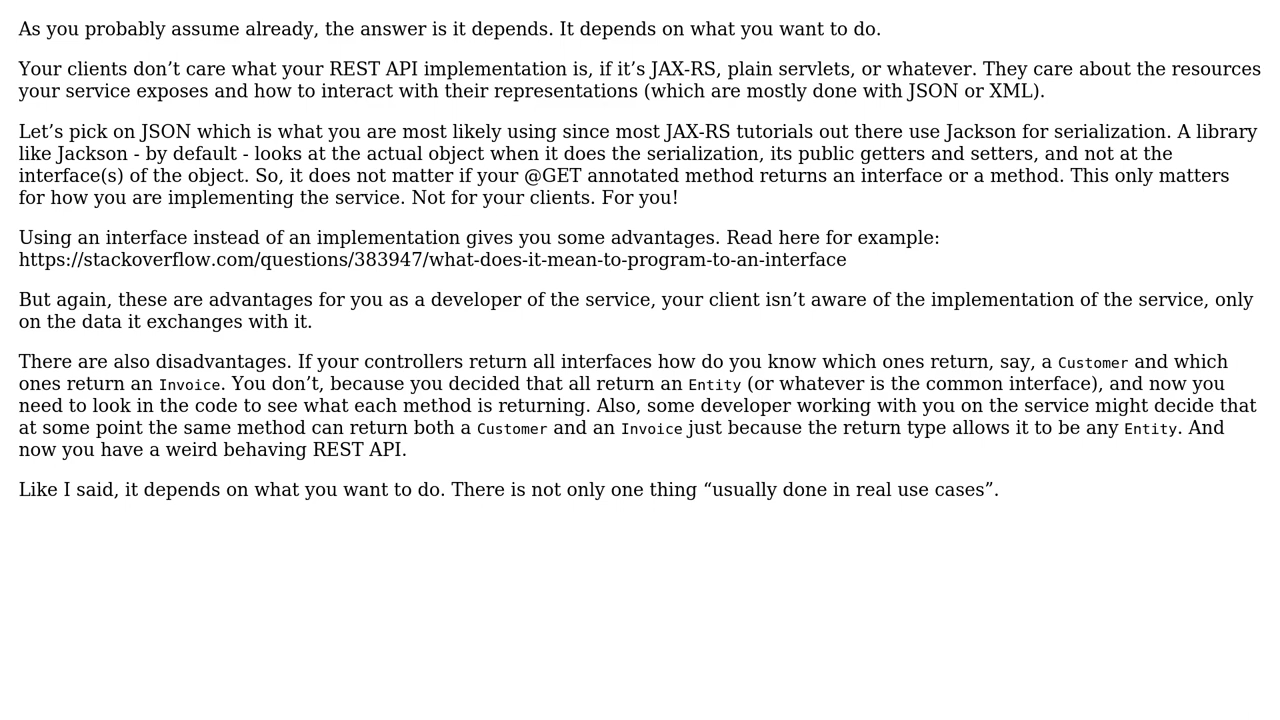 As you probably assume already, the answer is it depends. It depends on what you want to do.
Your clients don’t care what your REST API implementation is, if it’s JAX-RS, plain servlets, or whatever. They care about the resources
your service exposes and how to interact with their representations (which are mostly done with JSON or XML).
Let’s pick on JSON which is what you are most likely using since most JAX-RS tutorials out there use Jackson for serialization. A library
like Jackson - by default - looks at the actual object when it does the serialization, its public getters and setters, and not at the
interface(s) of the object. So, it does not matter if your @GET annotated method returns an interface or a method. This only matters
for how you are implementing the service. Not for your clients. For you!
Using an interface instead of an implementation gives you some advantages. Read here for example:
https://stackoverflow.com/questions/383947/what-does-it-mean-to-program-to-an-interface
But again, these are advantages for you as a developer of the service, your client isn’t aware of the implementation of the service, only
on the data it exchanges with it.
There are also disadvantages. If your controllers return all interfaces how do you know which ones return, say, a Customer and which
ones return an Invoice. You don’t, because you decided that all return an Entity (or whatever is the common interface), and now you
need to look in the code to see what each method is returning. Also, some developer working with you on the service might decide that
at some point the same method can return both a Customer and an Invoice just because the return type allows it to be any Entity. And
now you have a weird behaving REST API.
Like I said, it depends on what you want to do. There is not only one thing “usually done in real use cases”.